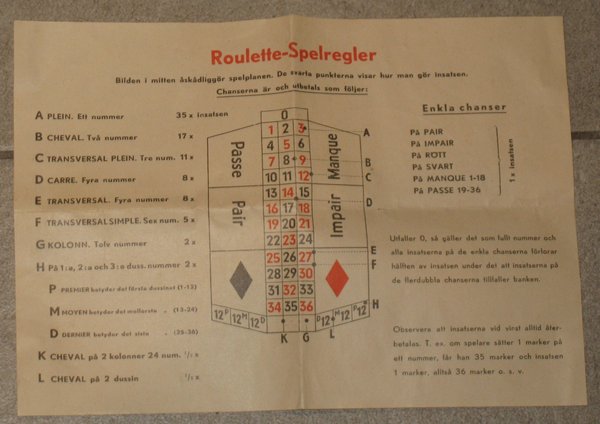 Roulette-Spelregler
Bilden i mitten åskådliggör spelplanen. De svarta punkterna visar hur man gör insatsen.
Chanserna är och utbetals som följer:
A PLEIN. Ett nummer 35 x insatsen
B CHEVAL. Två nummer 17 x
C TRANSVERSAL PLEIN. Tre num. 11 x
D CARRE. Fyra nummer 8 x
E TRANSVERSAL. Fyra nummer 8 x
F TRANSVERSAL SIMPLE. Sex num. 5 x
G KOLONN. Tolv nummer 2 x
H På 1:a, 2:a och 3:e duss. nummer 2 x
P PREMIER betyder det första dussinet (1-12)
M MOYEN betyder det mellersta . (13-24)
D DERNIER betyder det sista . (25-36)
K CHEVAL på 2 kolonner 24 num. 1/2 x
L CHEVAL på 2 dussin 1/2 x
0
1 2 3 A
4 5 6
7 8 9 B
10 11 12 C
Passe Manque
13 14 15 D
16 17 18
19 20 21
22 23 24
Pair Impair
25 26 27 E
28 29 30 F
31 32 33
34 35 36 H
12P 12M 12D D12 M12 P12
K G L
Enkla chanser
På PAIR
På IMPAIR
På RÖTT
På SVART
På MANQUE 1-18
På PASSE 19-36
1 x insatsen
Utfaller 0, så gäller det som fullt nummer och
alla insatserna på de enkla chanserna förlorar
hälften av insatsen under det att insatserna på
de flerdubbla chanserna tillfaller banken.
Observera att insatserna vid vinst alltid åter-
betalas. T. ex. om spelare sätter 1 marker på
ett nummer, får han 35 marker och insatsen
1 marker, alltså 36 marker o. s. v.